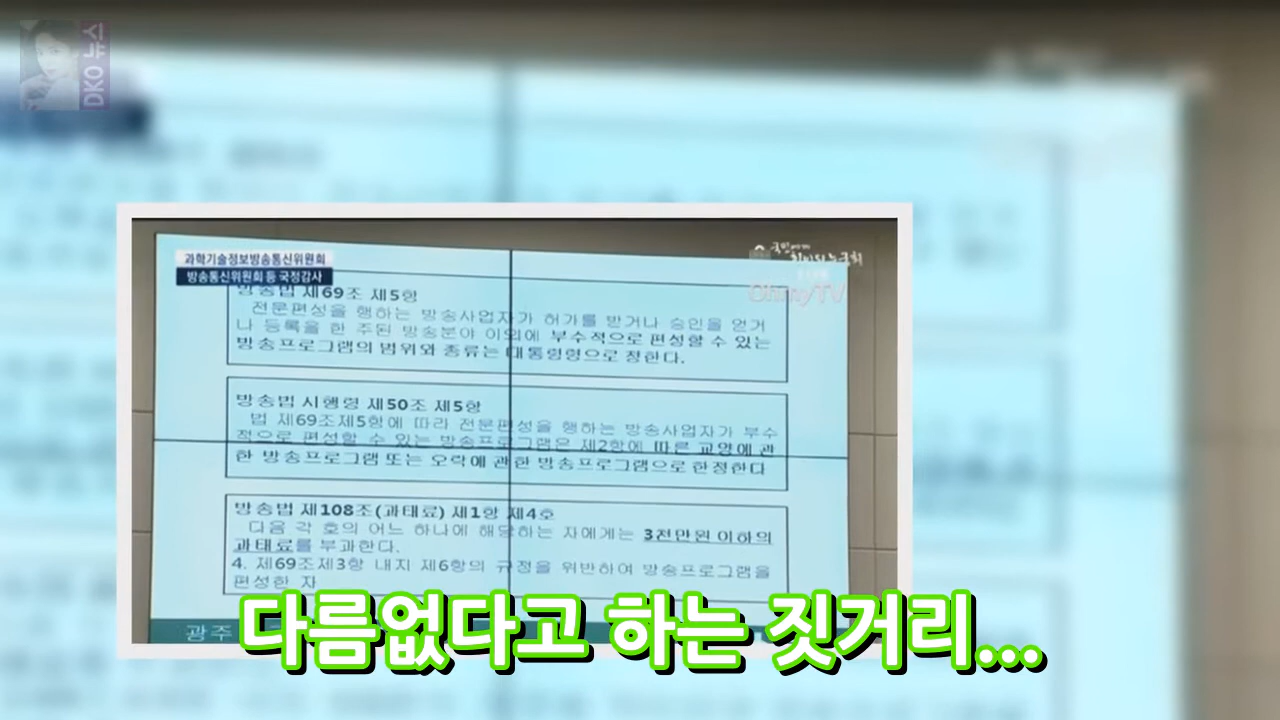 DKO 뉴스
과학기술정보방송통신위원회
방송통신위원회 등 국정감사
국민에게
힘이 되는 국회
OhmyTV
방송법 제69조 제5항
전문편성을 행하는 방송사업자가 허가를 받거나 승인을 얻거
나 등록을 한 주된 방송분야 이외에 부수적으로 편성할 수 있는
방송프로그램의 범위와 종류는 대통령령으로 정한다.
방송법 시행령 제50조 제5항
법 제69조제5항에 따라 전문편성을 행하는 방송사업자가 부수
적으로 편성할 수 있는 방송프로그램은 제2항에 따른 교양에 관
한 방송프로그램 또는 오락에 관한 방송프로그램으로 한정한다
방송법 제108조(과태료) 제1항 제4호
다음 각 호의 어느 하나에 해당하는 자에게는 3천만원 이하의
과태료를 부과한다.
4. 제69조제3항 내지 제6항의 규정을 위반하여 방송프로그램을
편성한 자
광주
다름없다고 하는 짓거리...